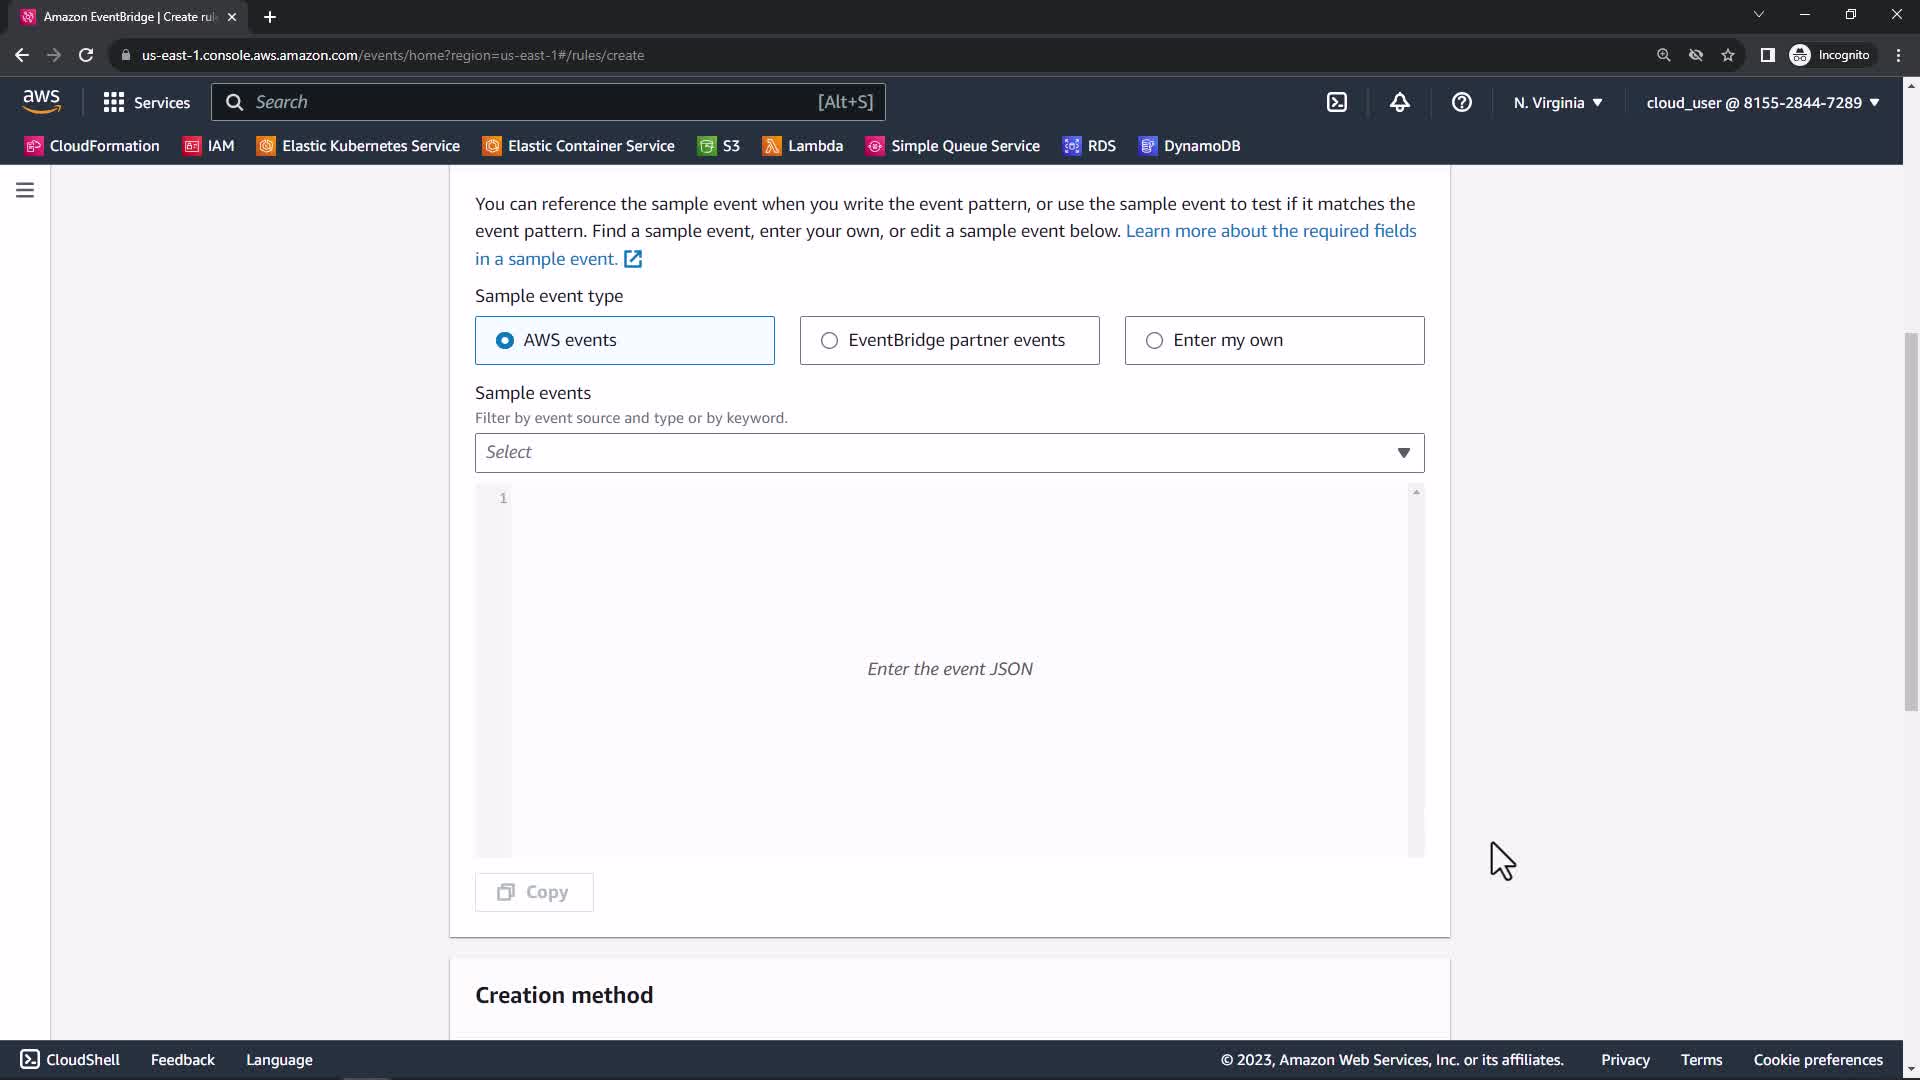 Amazon EventBridge | Create rul
us-east-1.console.aws.amazon.com/events/home?region=us-east-1#/rules/create
Incognito
aws
Services
Search
[Alt+S]
N. Virginia
cloud_user @ 8155-2844-7289
CloudFormation
IAM
Elastic Kubernetes Service
Elastic Container Service
S3
Lambda
Simple Queue Service
RDS
DynamoDB
You can reference the sample event when you write the event pattern, or use the sample event to test if it matches the
event pattern. Find a sample event, enter your own, or edit a sample event below. Learn more about the required fields
in a sample event.
Sample event type
AWS events
EventBridge partner events
Enter my own
Sample events
Filter by event source and type or by keyword.
Select
1
Enter the event JSON
Copy
Creation method
CloudShell
Feedback
Language
© 2023, Amazon Web Services, Inc. or its affiliates.
Privacy
Terms
Cookie preferences